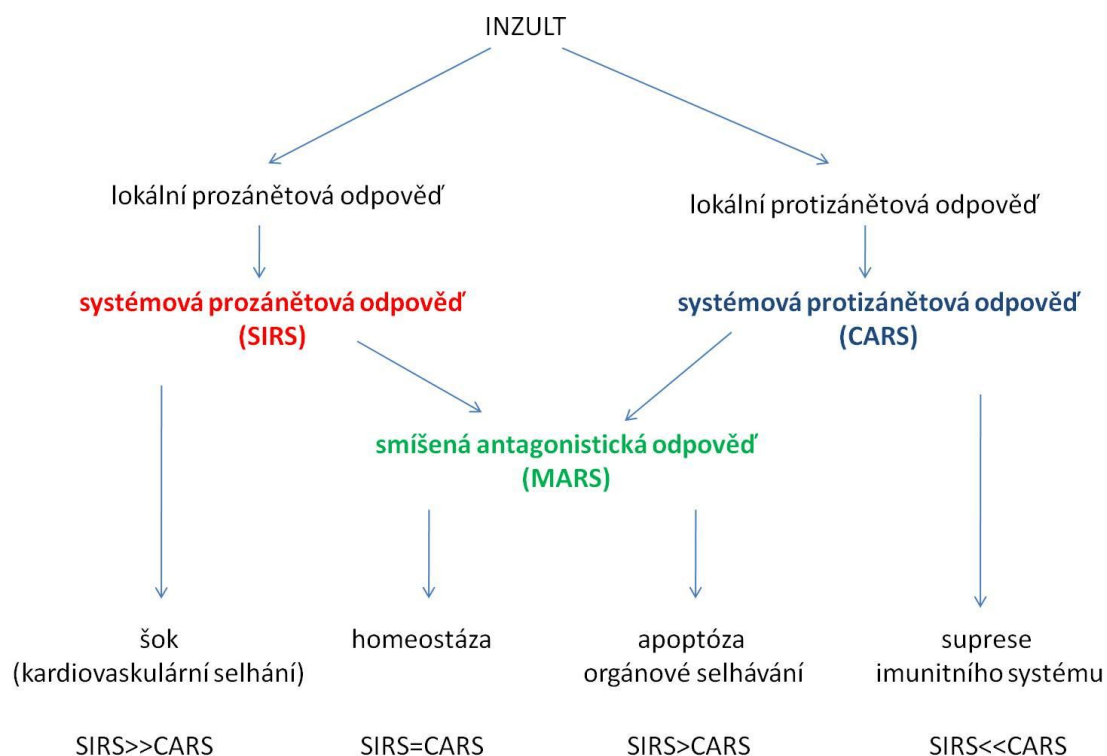 INZULT
lokální prozánětová odpověď
lokální protizánětová odpověď
systémová prozánětová odpověď
(SIRS)
systémová protizánětová odpověď
(CARS)
smíšená antagonistická odpověď
(MARS)
šok
(kardiovaskulární selhání)
homeostáza
apoptóza
orgánové selhávání
suprese
imunitního systému
SIRS>>CARS
SIRS=CARS
SIRS>CARS
SIRS<<CARS